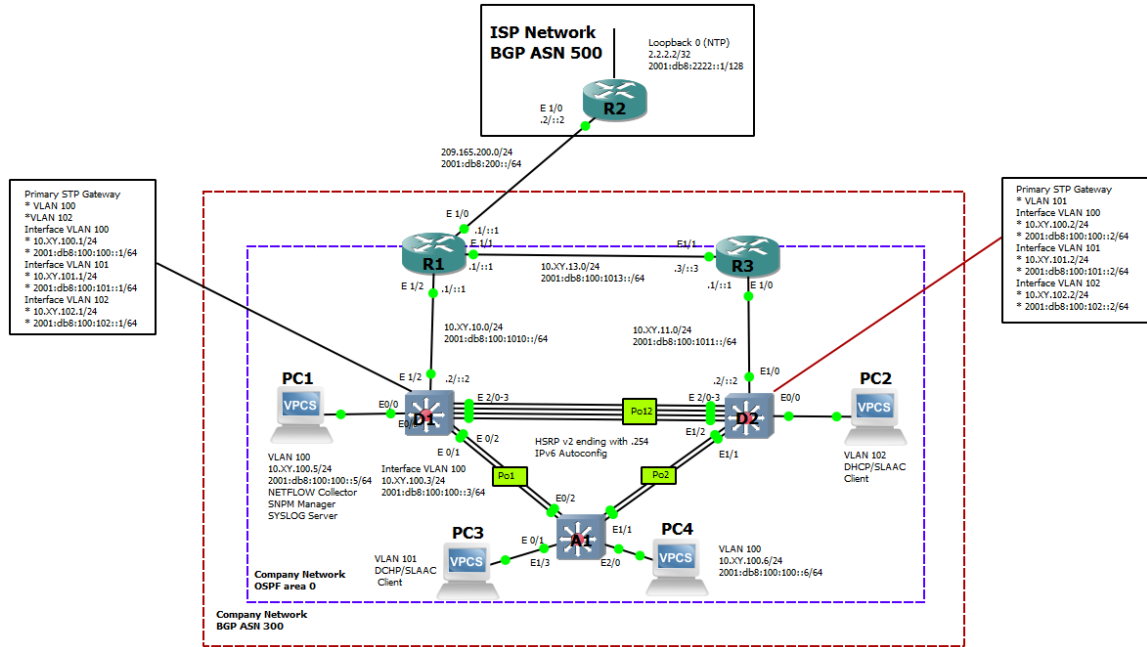 ISP Network
BGP ASN 500
Loopback 0 (NTP)
2.2.2.2/32
2001:db8:2222::1/128
E 1/0
.2/::2
R2
209.165.200.0/24
2001:db8:200::/64
Primary STP Gateway
* VLAN 100
*VLAN 102
Interface VLAN 100
* 10.XY.100.1/24
* 2001:db8:100:100::1/64
Interface VLAN 101
* 10.XY.101.1/24
* 2001:db8:100:101::1/64
Interface VLAN 102
* 10.XY.102.1/24
* 2001:db8:100:102::1/64
Primary STP Gateway
* VLAN 101
Interface VLAN 100
* 10.XY.100.2/24
* 2001:db8:100:100::2/64
Interface VLAN 101
* 10.XY.101.2/24
* 2001:db8:100:101::2/64
Interface VLAN 102
* 10.XY.102.2/24
* 2001:db8:100:102::2/64
E 1/0
.1/::1
E 1/1
.1/::1
R1
E 1/2
.1/::1
10.XY.13.0/24
2001:db8:100:1013::/64
E1/1
.3/::3
R3
.1/::1
E 1/0
10.XY.10.0/24
2001:db8:100:1010::/64
10.XY.11.0/24
2001:db8:100:1011::/64
E 1/2
.2/::2
E1/0
.2/::2
PC1
VPCS
E0/0
D1
E0/0
E 2/0-3
Po12
E 2/0-3
D2
E0/0
PC2
VPCS
E 0/2
E 0/1
HSRP v2 ending with .254
IPv6 Autoconfig
E1/2
E1/1
VLAN 100
10.XY.100.5/24
2001:db8:100:100::5/64
NETFLOW Collector
SNPM Manager
SYSLOG Server
Interface VLAN 100
10.XY.100.3/24
2001:db8:100:100::3/64
VLAN 102
DHCP/SLAAC
Client
Po1
Po2
E0/2
E1/1
A1
E 0/1
E1/3
E2/0
PC3
VPCS
VLAN 101
DCHP/SLAAC
Client
PC4
VPCS
VLAN 100
10.XY.100.6/24
2001:db8:100:100::6/64
Company Network
OSPF area 0
Company Network
BGP ASN 300